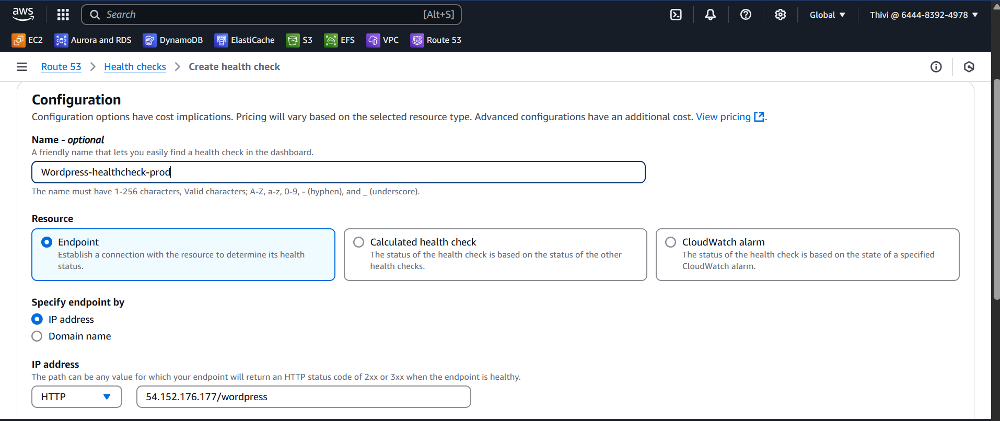 aws
Search [Alt+S] Global Thivi @ 6444-8392-4978
EC2 Aurora and RDS DynamoDB ElastiCache S3 EFS VPC Route 53
Route 53 Health checks Create health check
Configuration
Configuration options have cost implications. Pricing will vary based on the selected resource type. Advanced configurations have an additional cost. View pricing.
Name - optional
A friendly name that lets you easily find a health check in the dashboard.
Wordpress-healthcheck-prod
The name must have 1-256 characters, Valid characters; A-Z, a-z, 0-9, - (hyphen), and _ (underscore).
Resource
Endpoint
Establish a connection with the resource to determine its health
status.
Calculated health check
The status of the health check is based on the status of the other
health checks.
CloudWatch alarm
The status of the health check is based on the state of a specified
CloudWatch alarm.
Specify endpoint by
IP address
Domain name
IP address
The path can be any value for which your endpoint will return an HTTP status code of 2xx or 3xx when the endpoint is healthy.
HTTP 54.152.176.177/wordpress